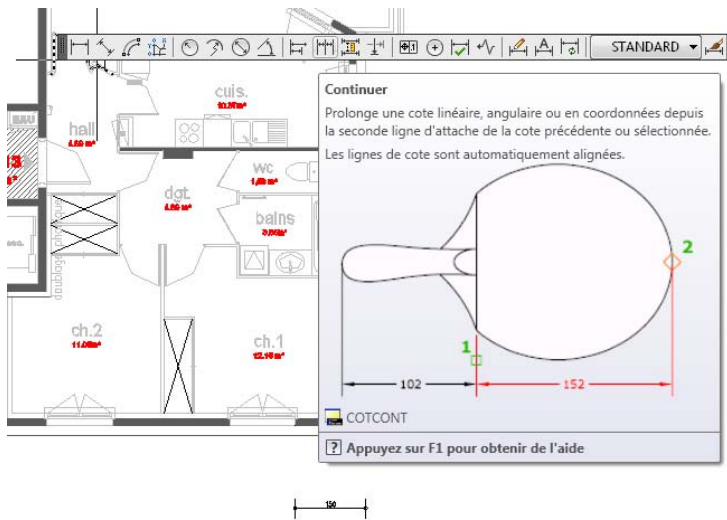 STANDARD
Continuer
Prolonge une cote linéaire, angulaire ou en coordonnées depuis
la seconde ligne d'attache de la cote précédente ou sélectionnée.
Les lignes de cote sont automatiquement alignées.
2
1
102
152
COTCONT
Appuyez sur F1 pour obtenir de l'aide
cuis.
hall
wc
dgt.
bains
ch.2
ch.1
150